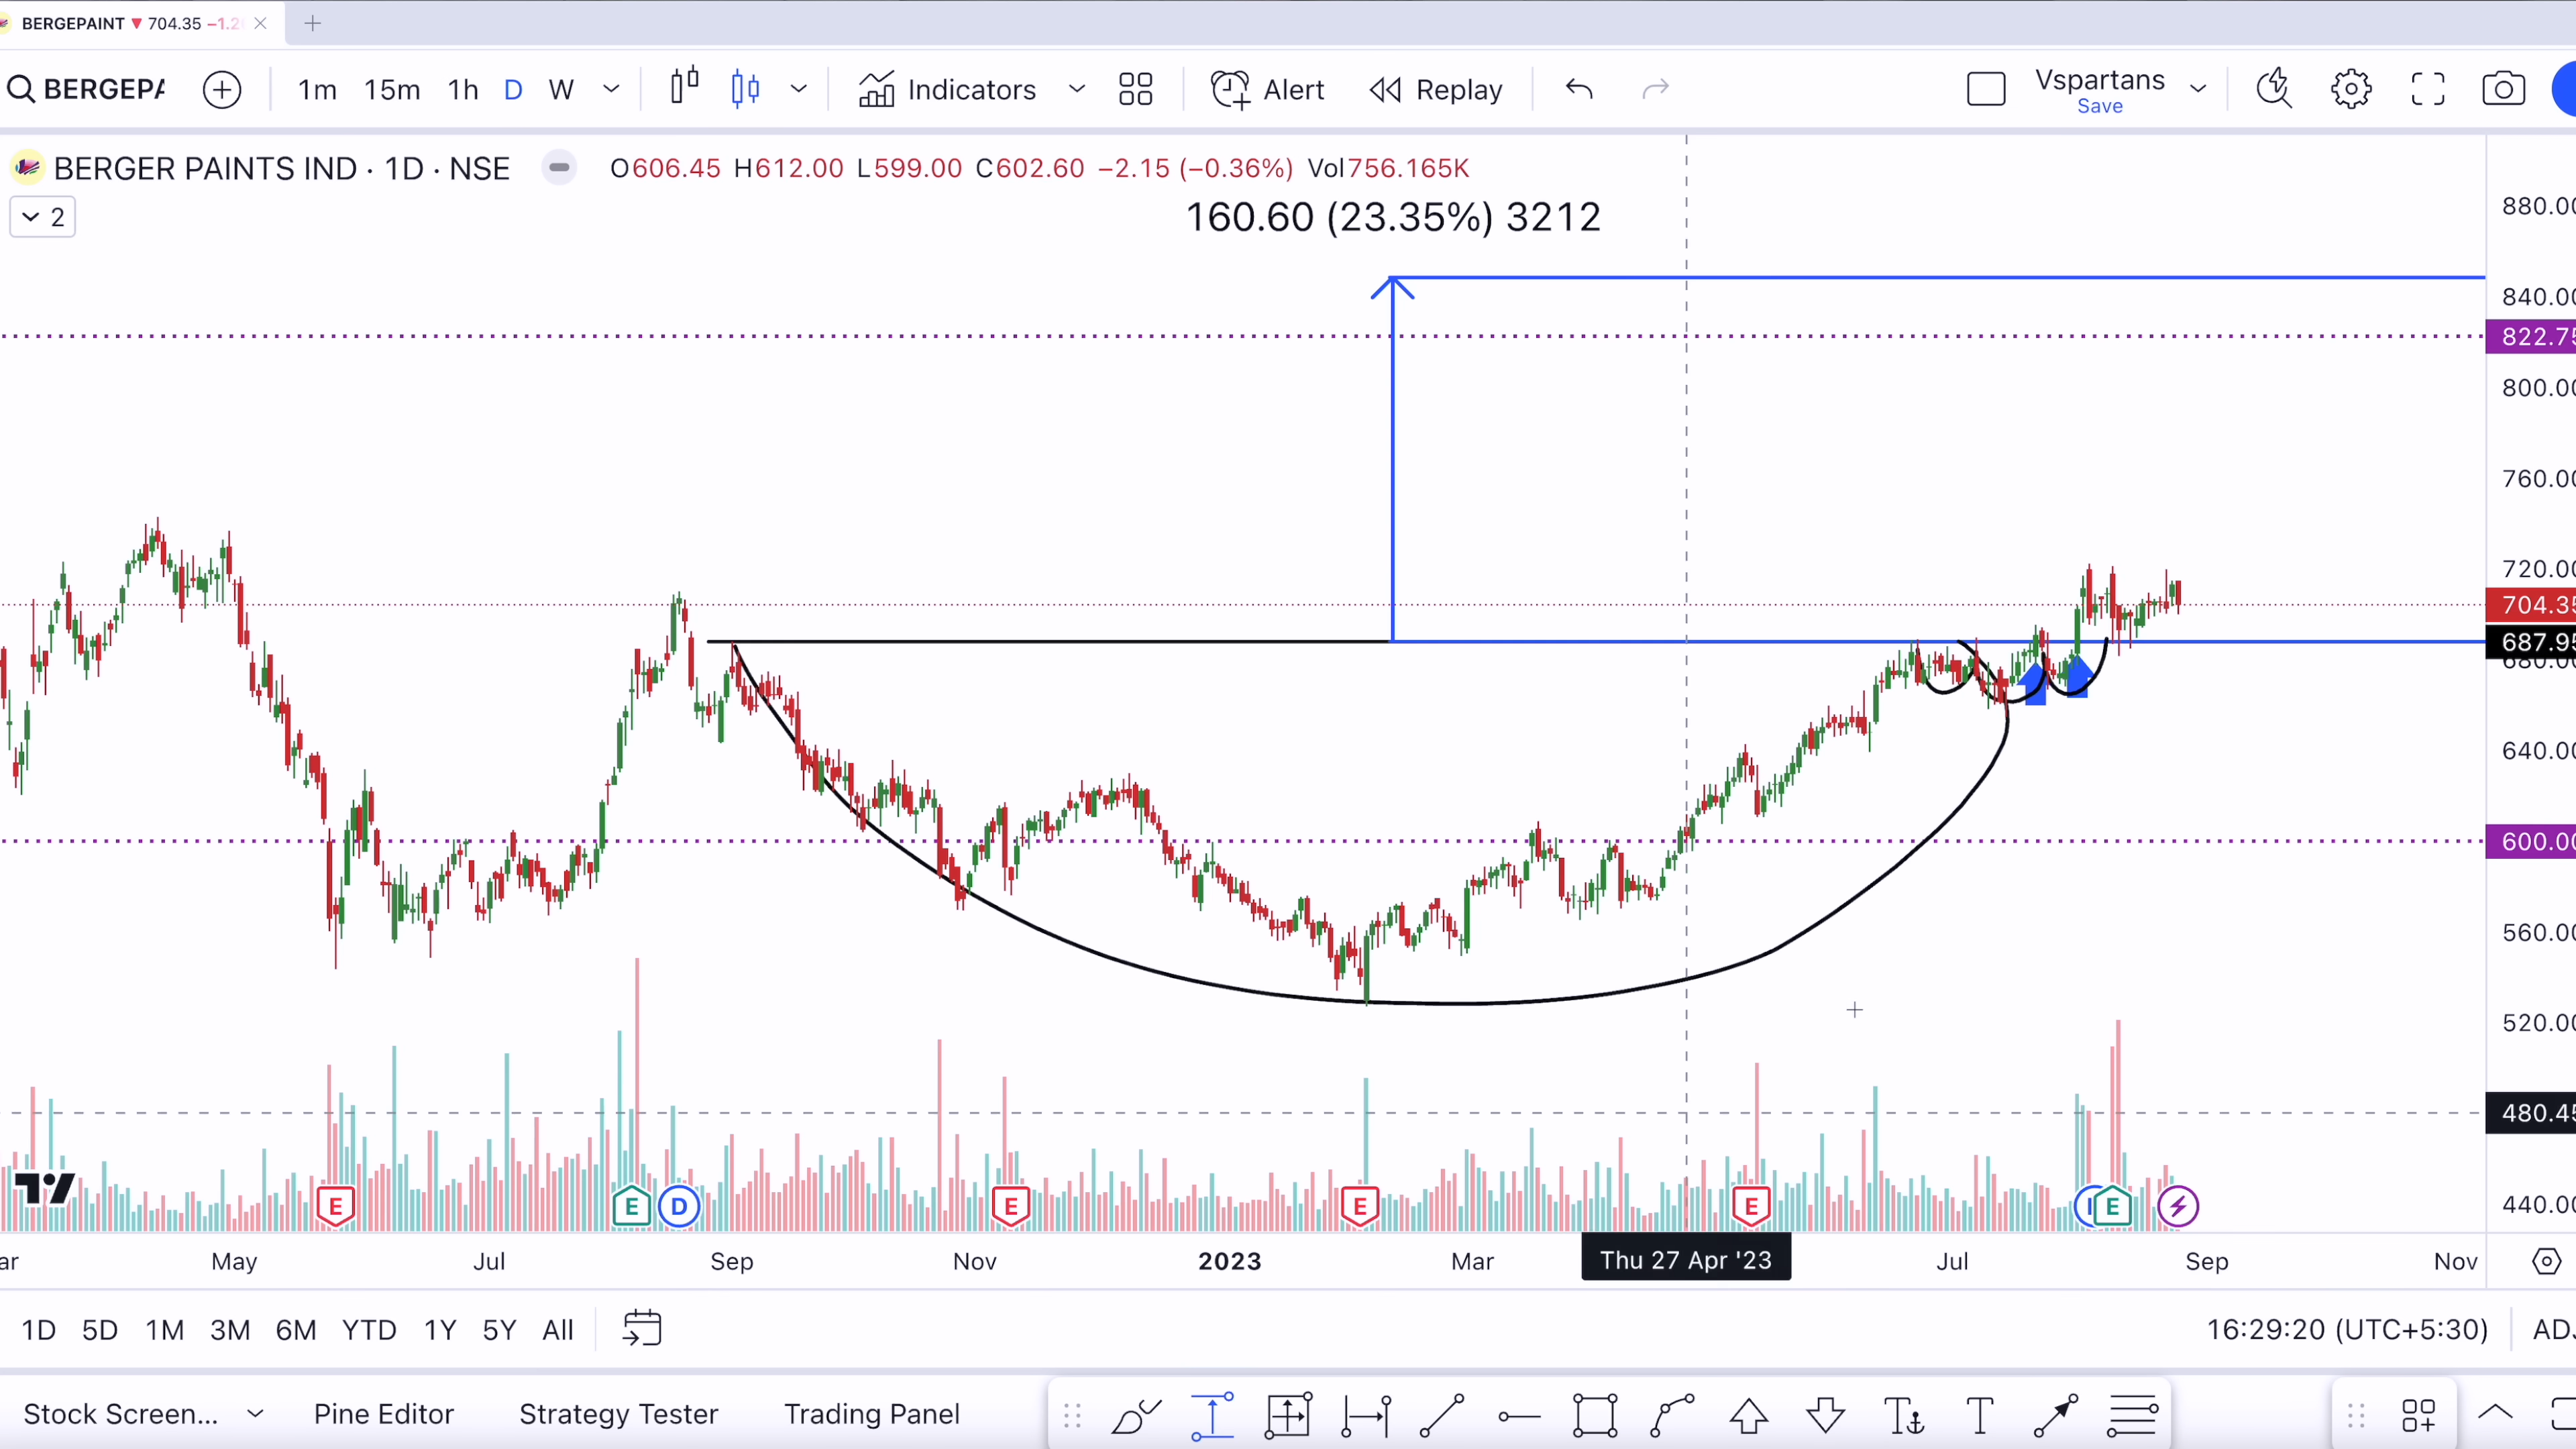 BERGEPAINT ▼ 704.35 −1.2
BERGEPA 1m 15m 1h D W Indicators Alert Replay Vspartans
Save
BERGER PAINTS IND · 1D · NSE O606.45 H612.00 L599.00 C602.60 −2.15 (−0.36%) Vol756.165K
2
160.60 (23.35%) 3212
880.00
840.00
822.75
800.00
760.00
720.00
704.35
687.95
680.00
640.00
600.00
560.00
520.00
480.45
440.00
E E D E E E E
ar May Jul Sep Nov 2023 Mar Thu 27 Apr '23 Jul Sep Nov
1D 5D 1M 3M 6M YTD 1Y 5Y All 16:29:20 (UTC+5:30) ADJ
Stock Screen... Pine Editor Strategy Tester Trading Panel